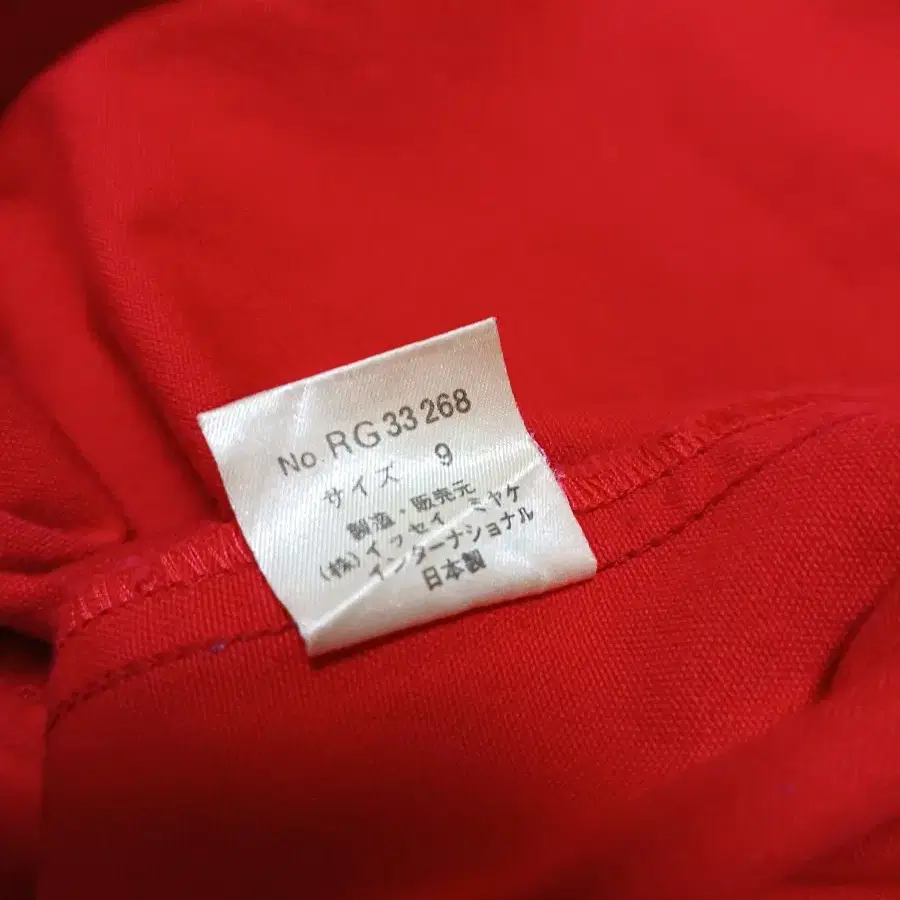 No. RG 33 268
サイズ 9
製造・販売元
(株)イッセイ ミヤケ
インターナショナル
日本製